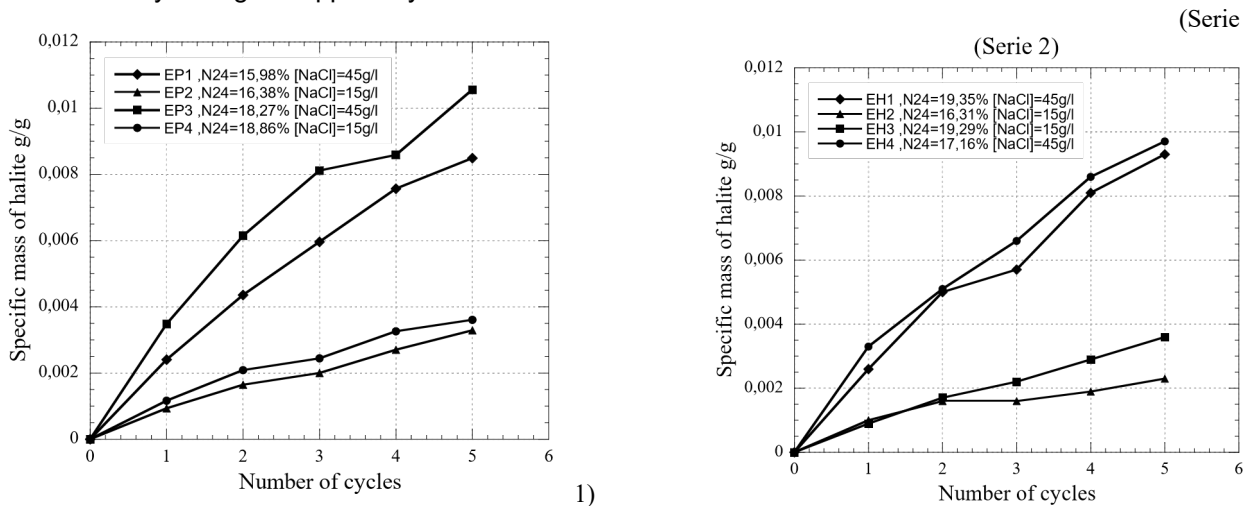 (Serie
(Serie 2)
0,012
0,01
0,008
0,006
0,004
0,002
0
EP1 ,N24=15,98% [NaCl]=45g/l
EP2 ,N24=16,38% [NaCl]=15g/l
EP3 ,N24=18,27% [NaCl]=45g/l
EP4 ,N24=18,86% [NaCl]=15g/l
Specific mass of halite g/g
0 1 2 3 4 5 6
Number of cycles
1)
0,012
0,01
0,008
0,006
0,004
0,002
0
EH1 ,N24=19,35% [NaCl]=45g/l
EH2 ,N24=16,31% [NaCl]=15g/l
EH3 ,N24=19,29% [NaCl]=15g/l
EH4 ,N24=17,16% [NaCl]=45g/l
Specific mass of halite g/g
0 1 2 3 4 5 6
Number of cycles